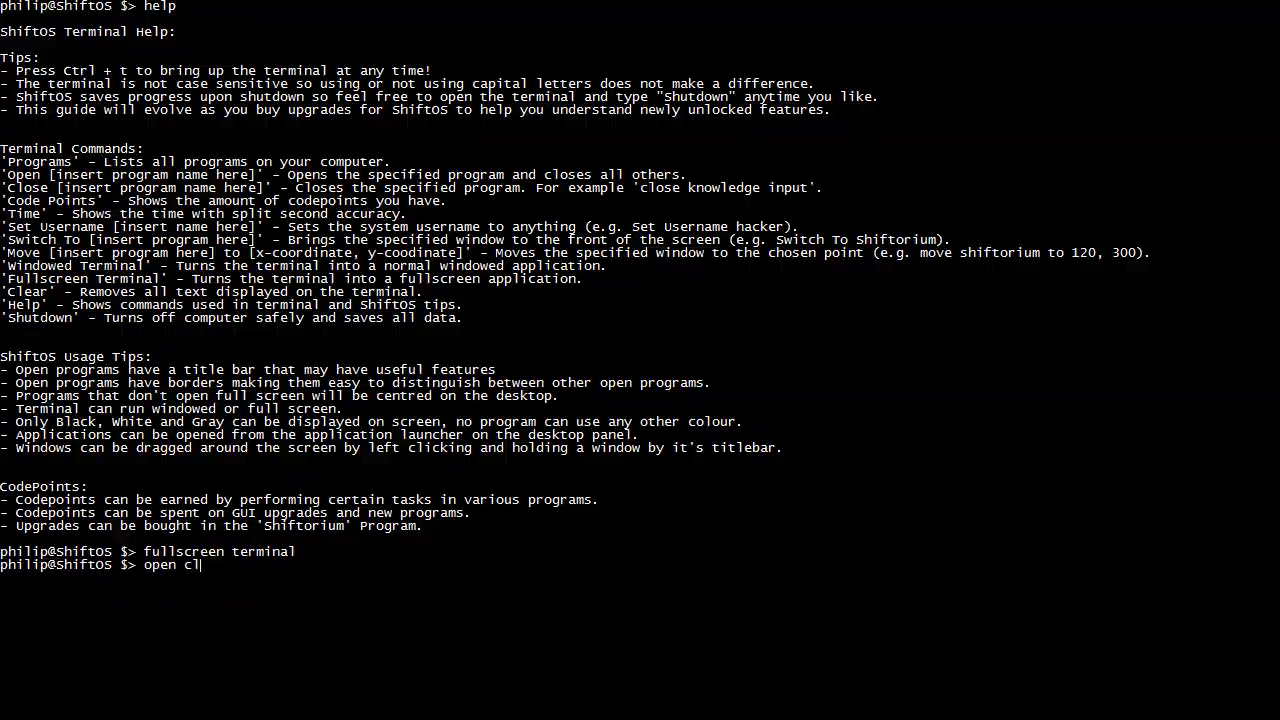 philip@ShiftOS $> help
ShiftOS Terminal Help:
Tips:
- Press Ctrl + t to bring up the terminal at any time!
- The terminal is not case sensitive so using or not using capital letters does not make a difference.
- ShiftOS saves progress upon shutdown so feel free to open the terminal and type "Shutdown" anytime you like.
- This guide will evolve as you buy upgrades for ShiftOS to help you understand newly unlocked features.
Terminal Commands:
'Programs' - Lists all programs on your computer.
'Open [insert program name here]' - Opens the specified program and closes all others.
'Close [insert program name here]' - Closes the specified program. For example 'close knowledge input'.
'Code Points' - Shows the amount of codepoints you have.
'Time' - Shows the time with split second accuracy.
'Set Username [insert name here]' - Sets the system username to anything (e.g. Set Username hacker).
'Switch To [insert program here]' - Brings the specified window to the front of the screen (e.g. Switch To Shiftorium).
'Move [insert program here] to [x-coordinate, y-coodinate]' - Moves the specified window to the chosen point (e.g. move shiftorium to 120, 300).
'Windowed Terminal' - Turns the terminal into a normal windowed application.
'Fullscreen Terminal' - Turns the terminal into a fullscreen application.
'Clear' - Removes all text displayed on the terminal.
'Help' - Shows commands used in terminal and ShiftOS tips.
'Shutdown' - Turns off computer safely and saves all data.
ShiftOS Usage Tips:
- Open programs have a title bar that may have useful features
- Open programs have borders making them easy to distinguish between other open programs.
- Programs that don't open full screen will be centred on the desktop.
- Terminal can run windowed or full screen.
- Only Black, White and Gray can be displayed on screen, no program can use any other colour.
- Applications can be opened from the application launcher on the desktop panel.
- Windows can be dragged around the screen by left clicking and holding a window by it's titlebar.
CodePoints:
- Codepoints can be earned by performing certain tasks in various programs.
- Codepoints can be spent on GUI upgrades and new programs.
- Upgrades can be bought in the 'Shiftorium' Program.
philip@ShiftOS $> fullscreen terminal
philip@ShiftOS $> open cl